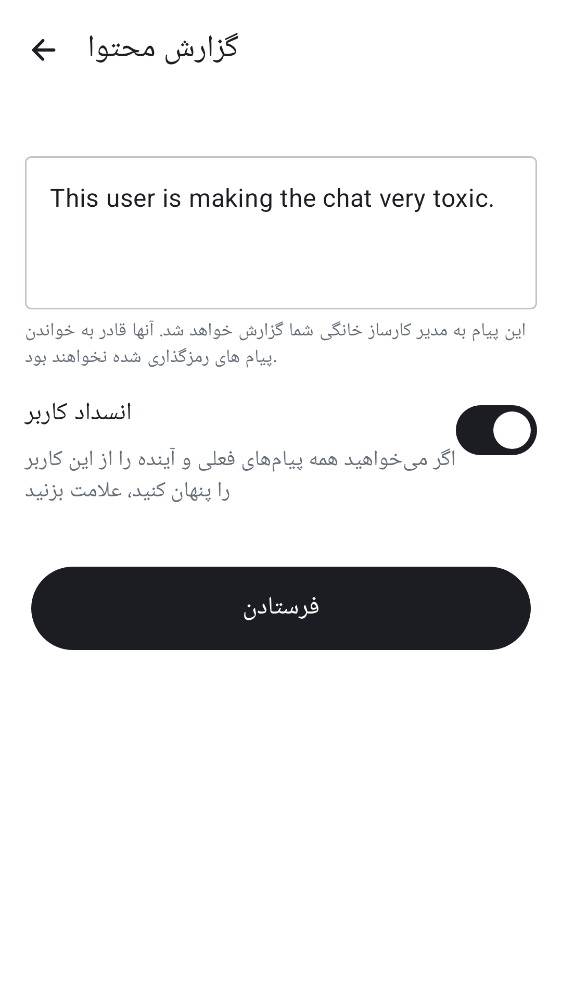 گزارش محتوا
This user is making the chat very toxic.
این پیام به مدیر کارساز خانگی شما گزارش خواهد شد. آنها قادر به خواندن
پیام های رمزگذاری شده نخواهند بود.
انسداد کاربر
اگر می‌خواهید همه پیام‌های فعلی و آینده را از این کاربر
را پنهان کنید، علامت بزنید
فرستادن